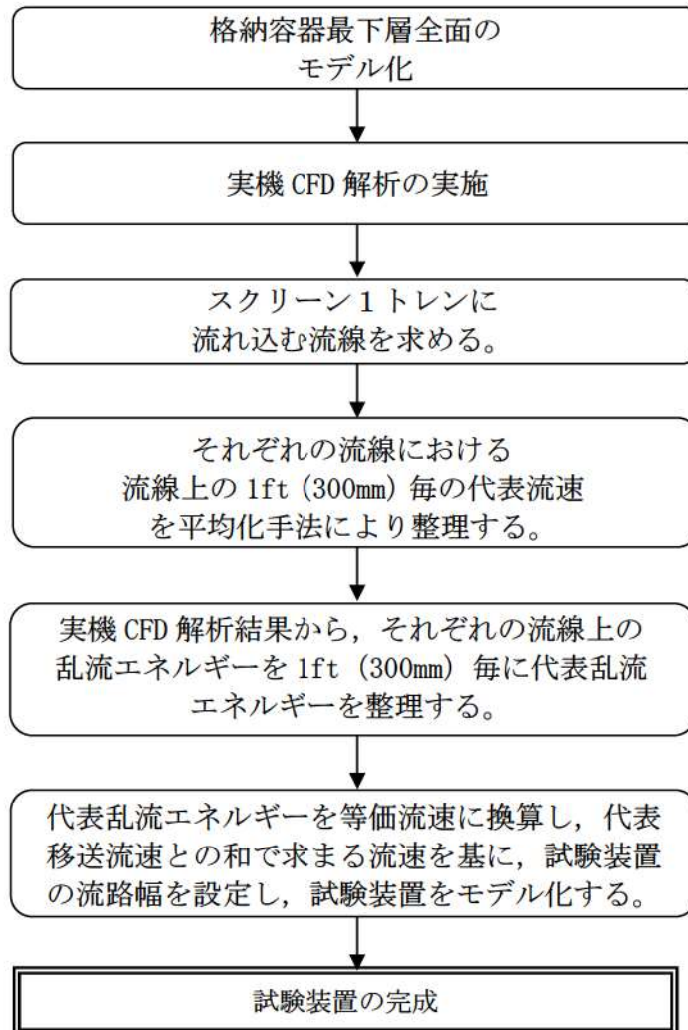 格納容器最下層全面の
モデル化
実機 CFD 解析の実施
スクリーン１トレンに
流れ込む流線を求める。
それぞれの流線における
流線上の 1ft (300mm) 毎の代表流速
を平均化手法により整理する。
実機 CFD 解析結果から，それぞれの流線上の
乱流エネルギーを 1ft (300mm) 毎に代表乱流
エネルギーを整理する。
代表乱流エネルギーを等価流速に換算し，代表
移送流速との和で求まる流速を基に，試験装置
の流路幅を設定し，試験装置をモデル化する。
試験装置の完成